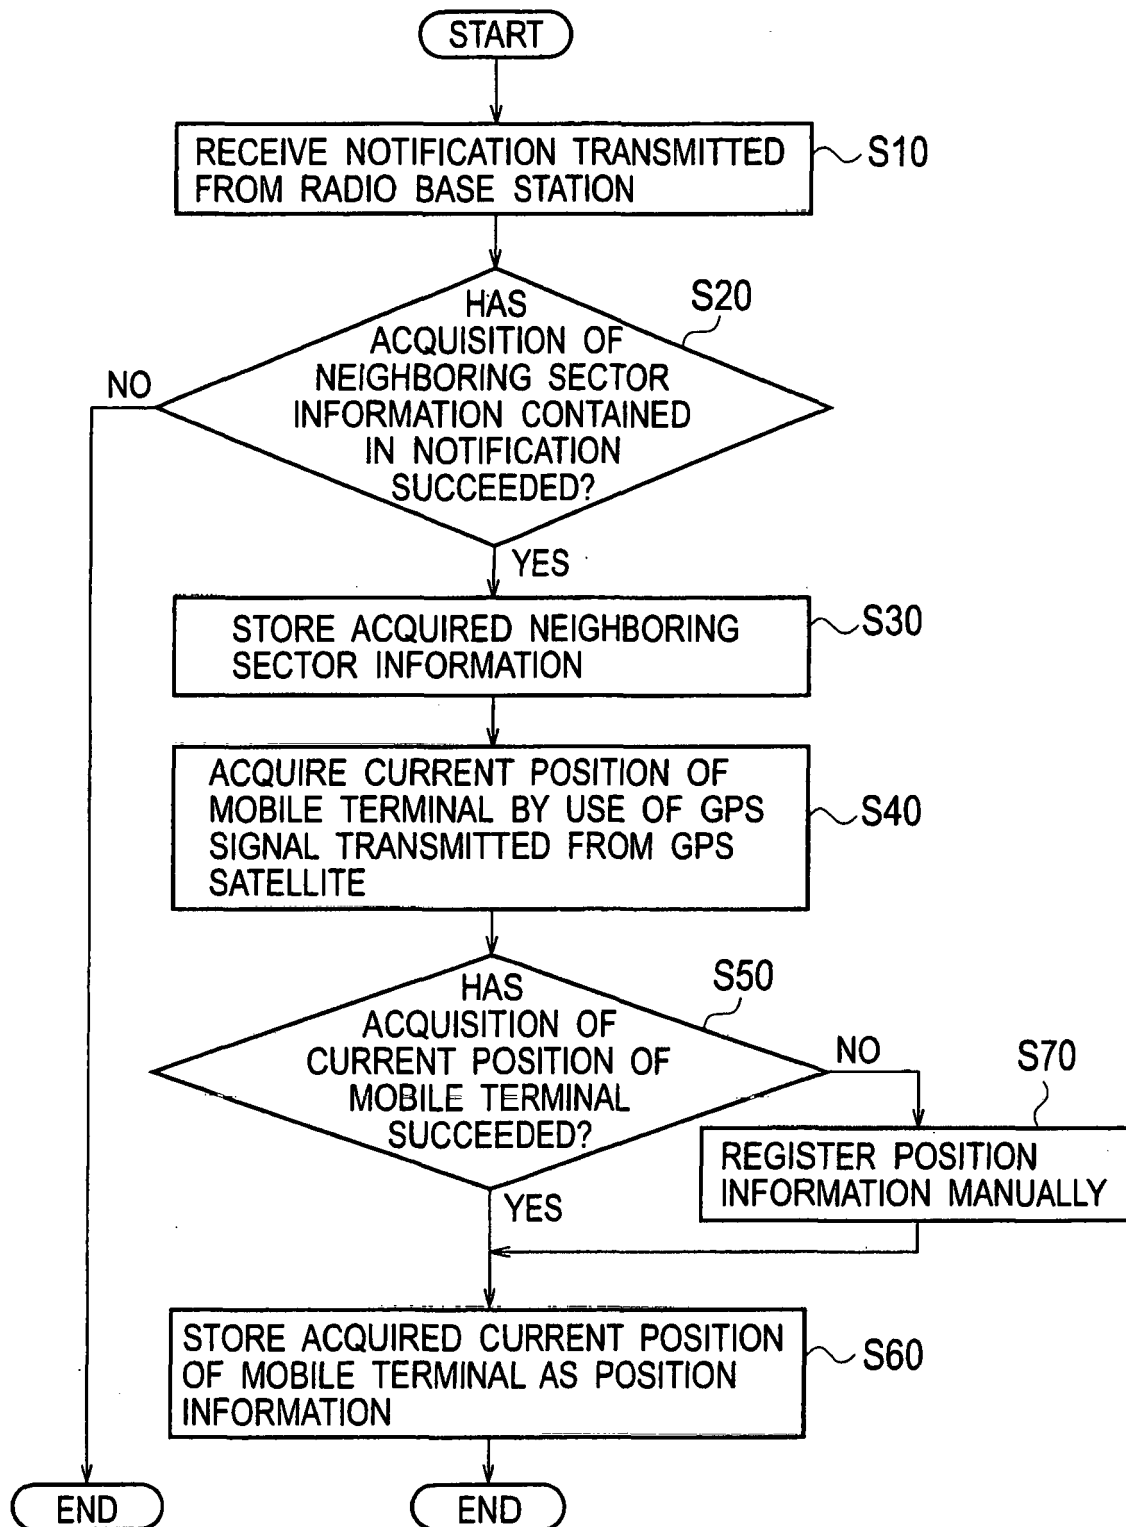 START
RECEIVE NOTIFICATION TRANSMITTED
FROM RADIO BASE STATION
S10
HAS
ACQUISITION OF
NEIGHBORING SECTOR
INFORMATION CONTAINED
IN NOTIFICATION
SUCCEEDED?
S20
NO
YES
STORE ACQUIRED NEIGHBORING
SECTOR INFORMATION
S30
ACQUIRE CURRENT POSITION OF
MOBILE TERMINAL BY USE OF GPS
SIGNAL TRANSMITTED FROM GPS
SATELLITE
S40
HAS
ACQUISITION OF
CURRENT POSITION OF
MOBILE TERMINAL
SUCCEEDED?
S50
NO
S70
REGISTER POSITION
INFORMATION MANUALLY
YES
STORE ACQUIRED CURRENT POSITION
OF MOBILE TERMINAL AS POSITION
INFORMATION
S60
END
END